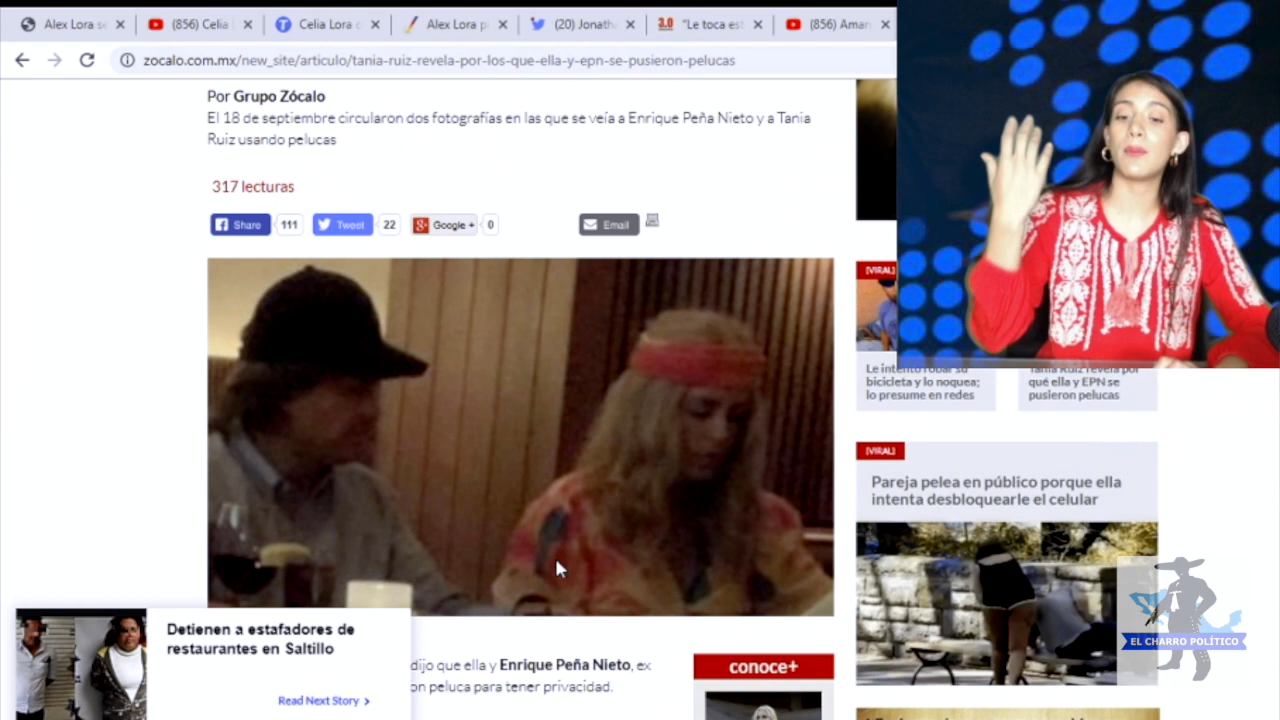 Alex Lora se
(856) Celia
Celia Lora c
Alex Lora p
(20) Jonath
3.0
"Le toca est
(856) Aman
zocalo.com.mx/new_site/articulo/tania-ruiz-revela-por-los-que-ella-y-epn-se-pusieron-pelucas
Por Grupo Zócalo
El 18 de septiembre circularon dos fotografías en las que se veía a Enrique Peña Nieto y a Tania
Ruiz usando pelucas
317 lecturas
Share 111 Tweet 22 Google + 0 Email
[VIRAL]
Le intentó robar su
bicicleta y lo noquea;
lo presume en redes
Tania Ruiz revela por
qué ella y EPN se
pusieron pelucas
[VIRAL]
Pareja pelea en público porque ella
intenta desbloquearle el celular
EL CHARRO POLÍTICO
Detienen a estafadores de
restaurantes en Saltillo
Read Next Story >
dijo que ella y Enrique Peña Nieto, ex
on peluca para tener privacidad.
conoce+